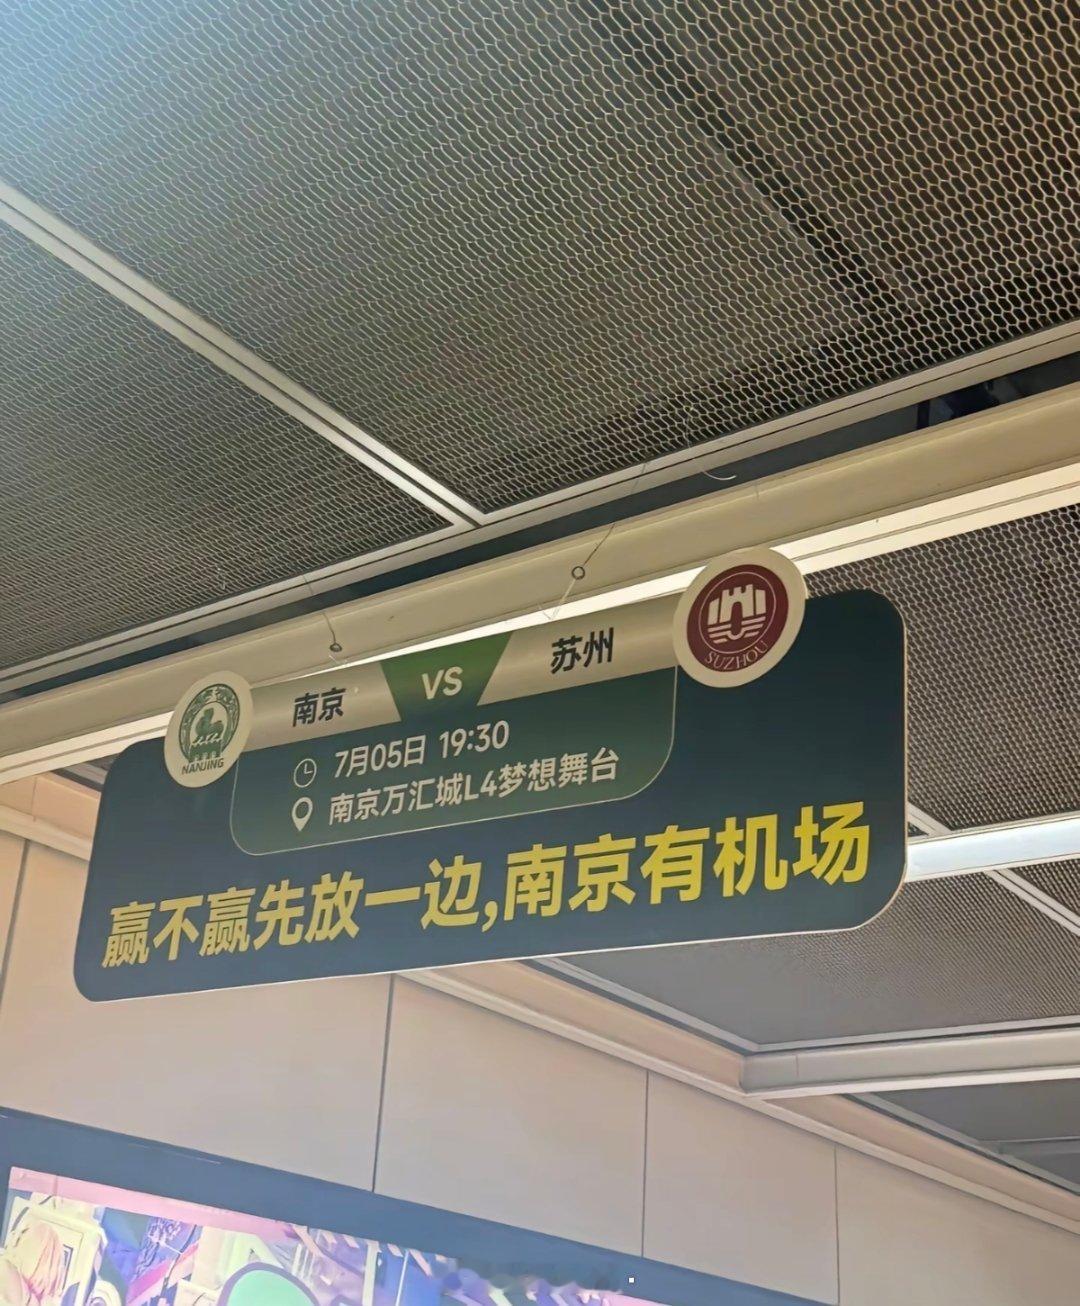 南京 VS 苏州
NANJING
SUZHOU
7月05日 19:30
南京万汇城L4梦想舞台
赢不赢先放一边,南京有机场